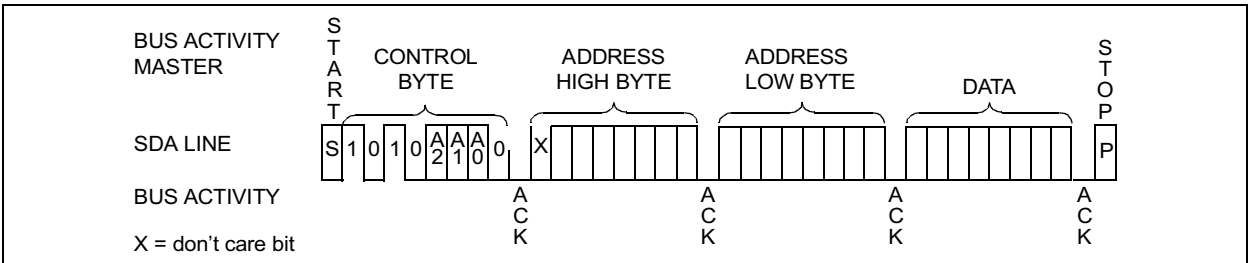 BUS ACTIVITY
MASTER
START
CONTROL
BYTE
ADDRESS
HIGH BYTE
ADDRESS
LOW BYTE
DATA
STOP
SDA LINE
S 1 0 1 0 A2 A1 A0 0 X P
BUS ACTIVITY
ACK ACK ACK ACK
X = don’t care bit